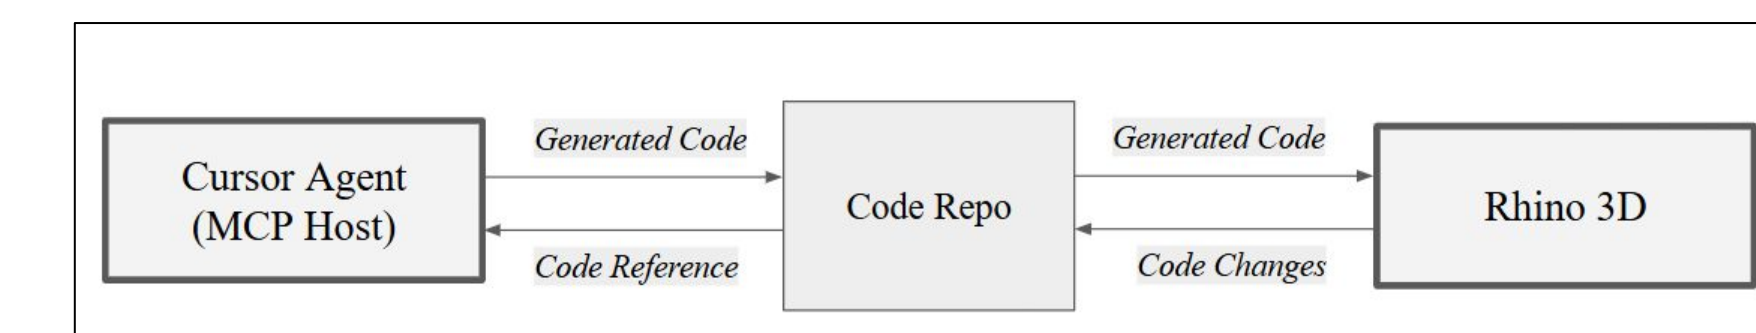 Cursor Agent
(MCP Host)
Generated Code
Code Reference
Code Repo
Generated Code
Code Changes
Rhino 3D